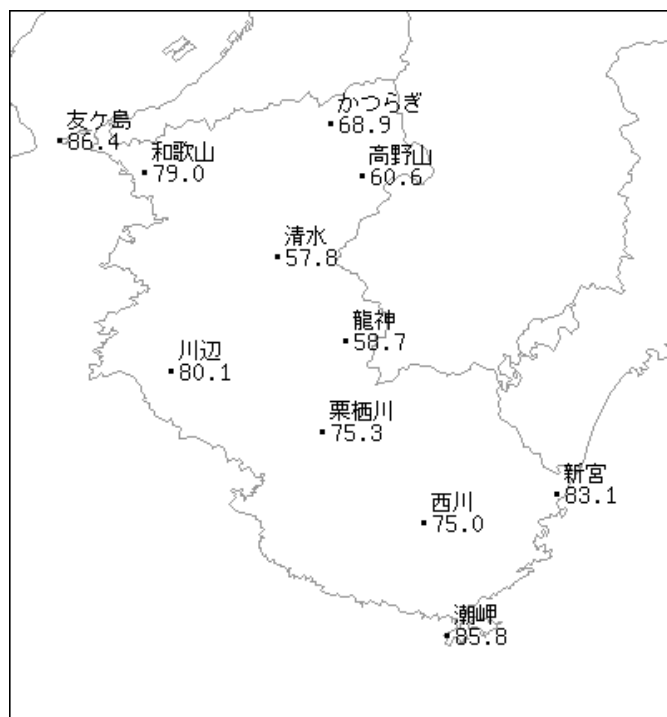 かつらぎ
68.9
友ケ島
86.4
和歌山
79.0
高野山
60.6
清水
57.8
龍神
58.7
川辺
80.1
栗栖川
75.3
新宮
83.1
西川
75.0
潮岬
85.8